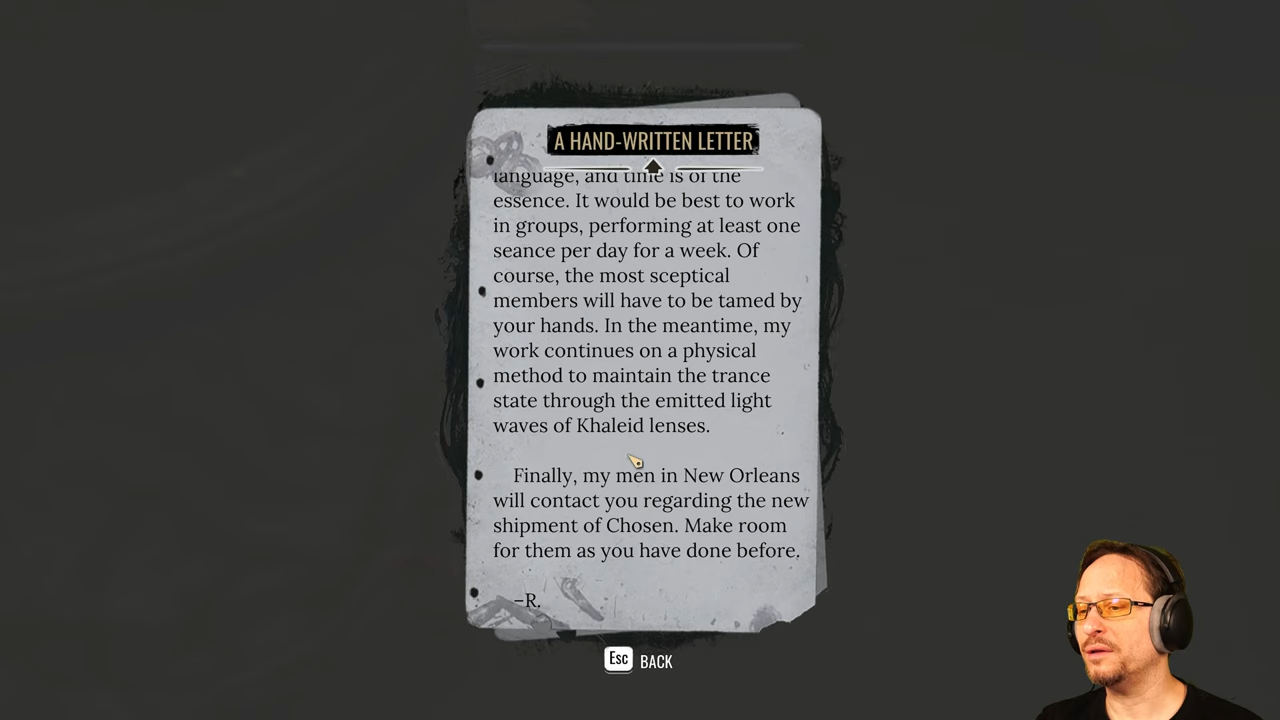 A HAND-WRITTEN LETTER
language, and time is of the
essence. It would be best to work
in groups, performing at least one
seance per day for a week. Of
course, the most sceptical
members will have to be tamed by
your hands. In the meantime, my
work continues on a physical
method to maintain the trance
state through the emitted light
waves of Khaleid lenses.
Finally, my men in New Orleans
will contact you regarding the new
shipment of Chosen. Make room
for them as you have done before.
–R.
Esc BACK